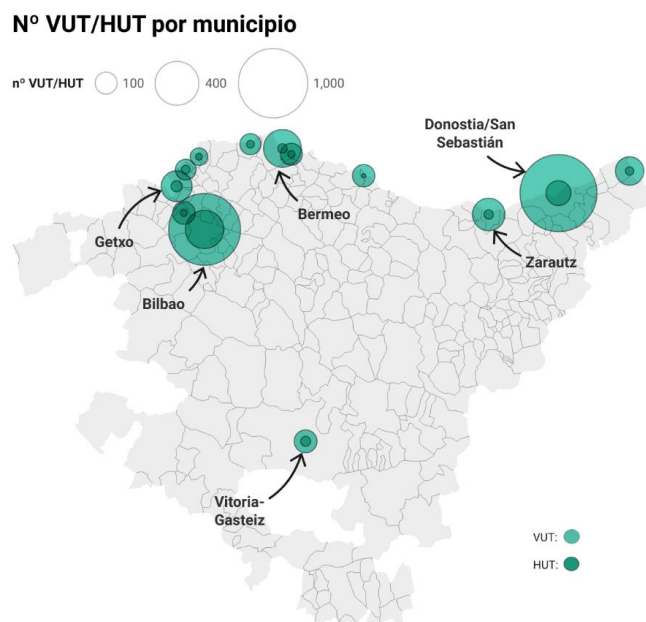 Nº VUT/HUT por municipio
nº VUT/HUT 100 400 1,000
Donostia/San
Sebastián
Bermeo
Getxo
Zarautz
Bilbao
Vitoria-
Gasteiz
VUT:
HUT: